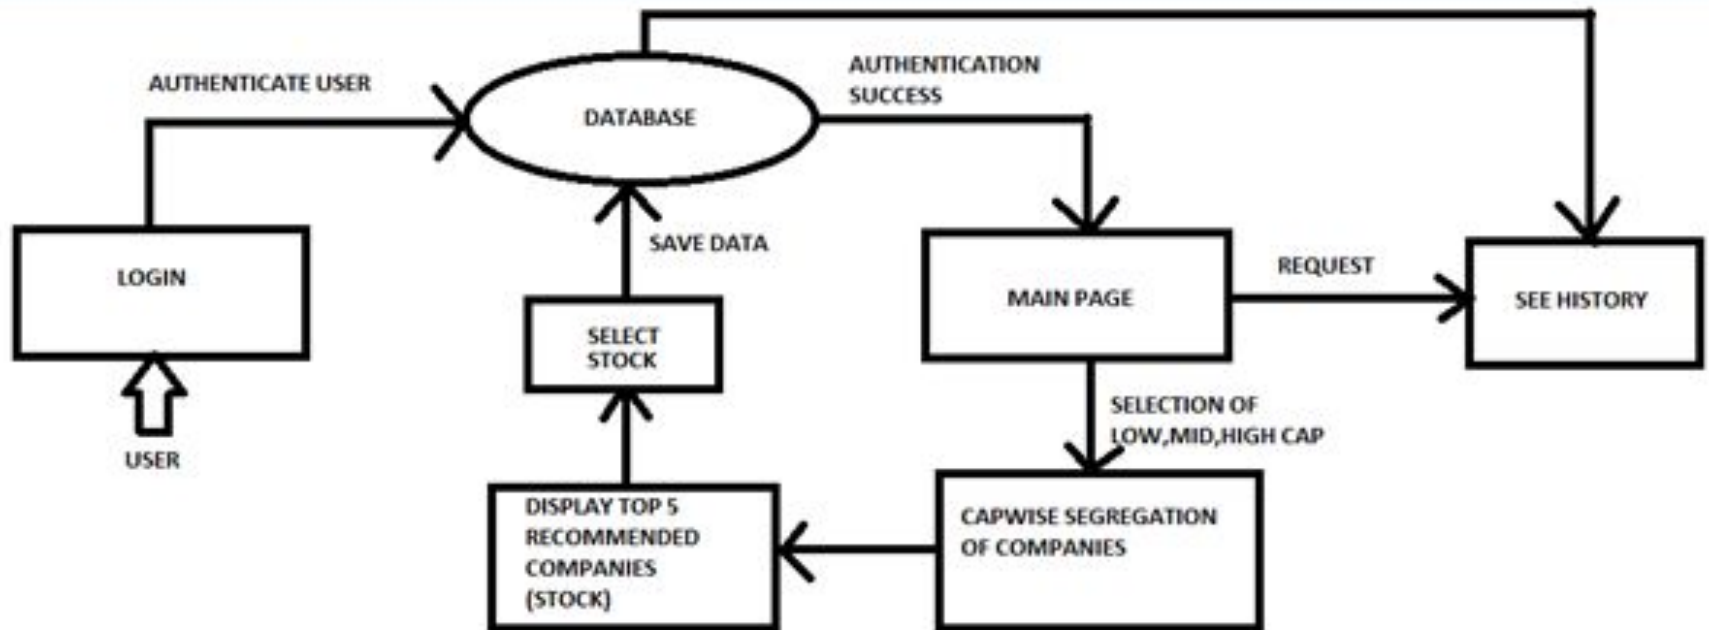 AUTHENTICATE USER
DATABASE
AUTHENTICATION
SUCCESS
LOGIN
USER
SAVE DATA
SELECT
STOCK
MAIN PAGE
REQUEST
SEE HISTORY
SELECTION OF
LOW,MID,HIGH CAP
DISPLAY TOP 5
RECOMMENDED
COMPANIES
(STOCK)
CAPWISE SEGREGATION
OF COMPANIES